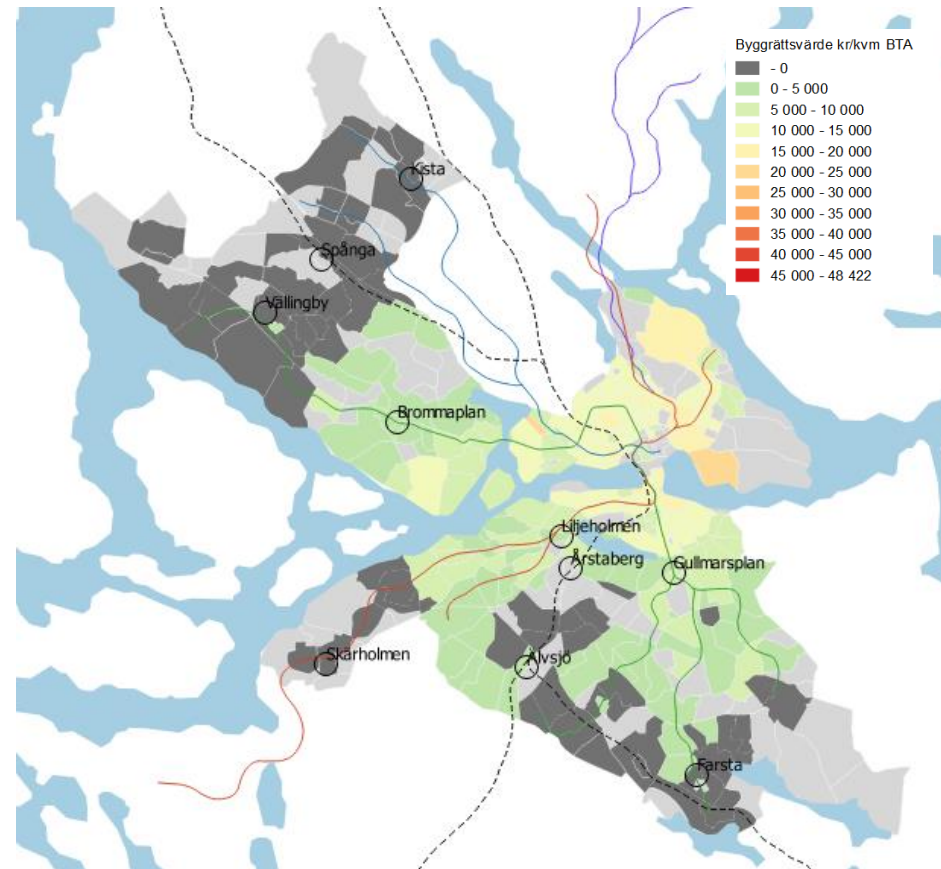 Byggrättsvärde kr/kvm BTA
- 0
0 - 5 000
5 000 - 10 000
10 000 - 15 000
15 000 - 20 000
20 000 - 25 000
25 000 - 30 000
30 000 - 35 000
35 000 - 40 000
40 000 - 45 000
45 000 - 48 422
Kista
Spånga
Vällingby
Brommaplan
Liljeholmen
Årstaberg
Gullmarsplan
Skärholmen
Älvsjö
Farsta